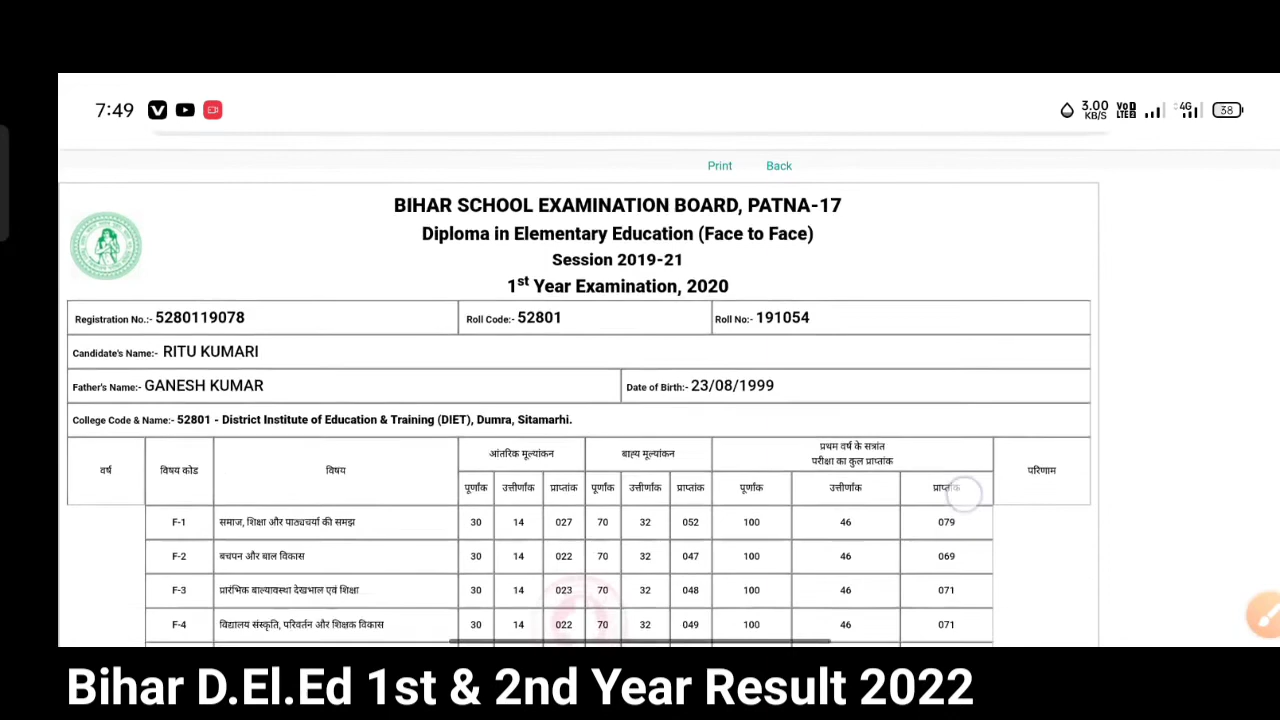 7:49 3.00 KB/S VoD LTE2 4G 38
Print Back
BIHAR SCHOOL EXAMINATION BOARD, PATNA-17
Diploma in Elementary Education (Face to Face)
Session 2019-21
1st Year Examination, 2020
Registration No.:- 5280119078 Roll Code:- 52801 Roll No:- 191054
Candidate's Name:- RITU KUMARI
Father's Name:- GANESH KUMAR Date of Birth:- 23/08/1999
College Code & Name:- 52801 - District Institute of Education & Training (DIET), Dumra, Sitamarhi.
वर्ष विषय कोड विषय आंतरिक मूल्यांकन बाह्य मूल्यांकन प्रथम वर्ष के सत्रांत
परीक्षा का कुल प्राप्तांक परिणाम
पूर्णांक उत्तीर्णांक प्राप्तांक पूर्णांक उत्तीर्णांक प्राप्तांक पूर्णांक उत्तीर्णांक प्राप्तांक
F-1 समाज, शिक्षा और पाठ्यचर्या की समझ 30 14 027 70 32 052 100 46 079
F-2 बचपन और बाल विकास 30 14 022 70 32 047 100 46 069
F-3 प्रारंभिक बाल्यावस्था देखभाल एवं शिक्षा 30 14 023 70 32 048 100 46 071
F-4 विद्यालय संस्कृति, परिवर्तन और शिक्षक विकास 30 14 022 70 32 049 100 46 071
Bihar D.El.Ed 1st & 2nd Year Result 2022